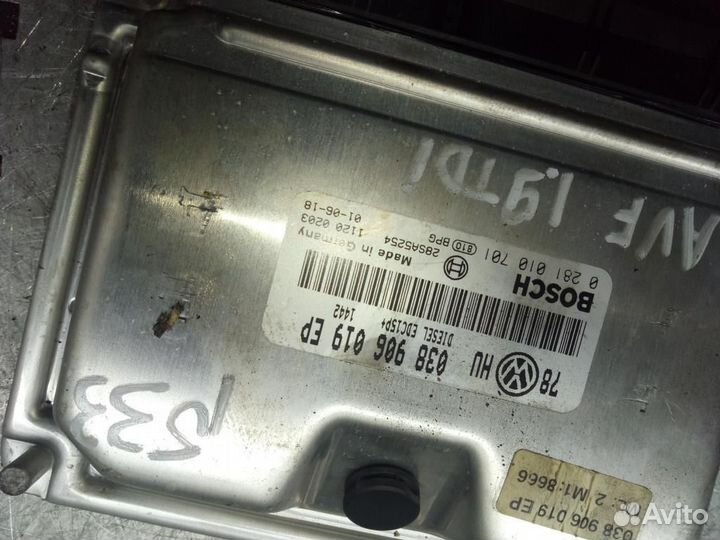 AVF 1.9TDI
78 HU 038 906 019 EP
DIESEL EDC15P+ 1442
BOSCH
Made in Germany
0 281 010 701 810 BPG
28SA5254
1120 0203
01-06-18
038 906 019 EP
2 M1:8666
Avito